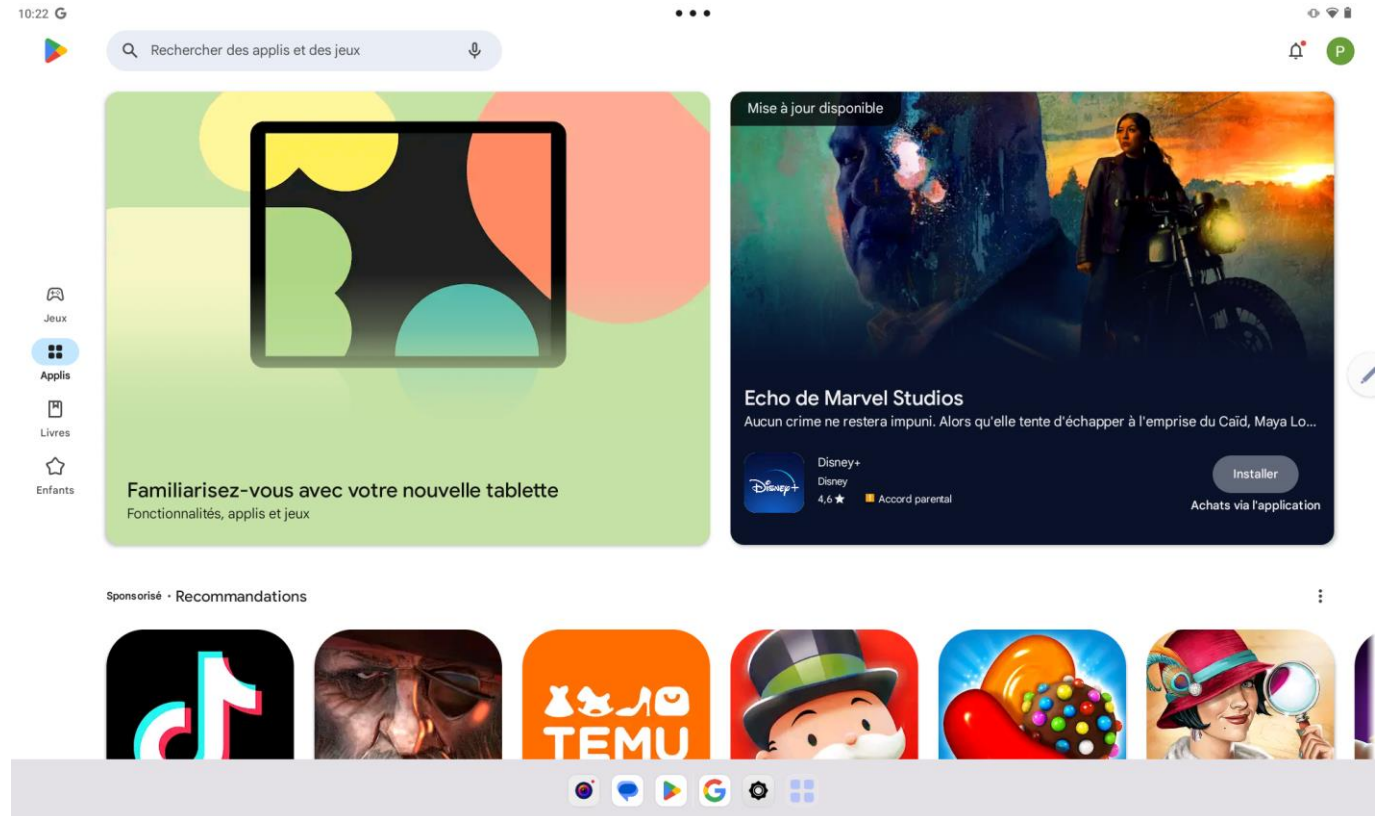 10:22
Rechercher des applis et des jeux
P
Mise à jour disponible
Jeux
Applis
Livres
Enfants
Familiarisez-vous avec votre nouvelle tablette
Fonctionnalités, applis et jeux
Echo de Marvel Studios
Aucun crime ne restera impuni. Alors qu'elle tente d'échapper à l'emprise du Caïd, Maya Lo...
Disney+
Disney+
Disney
4,6★ Accord parental
Installer
Achats via l'application
Sponsorisé • Recommandations
TEMU